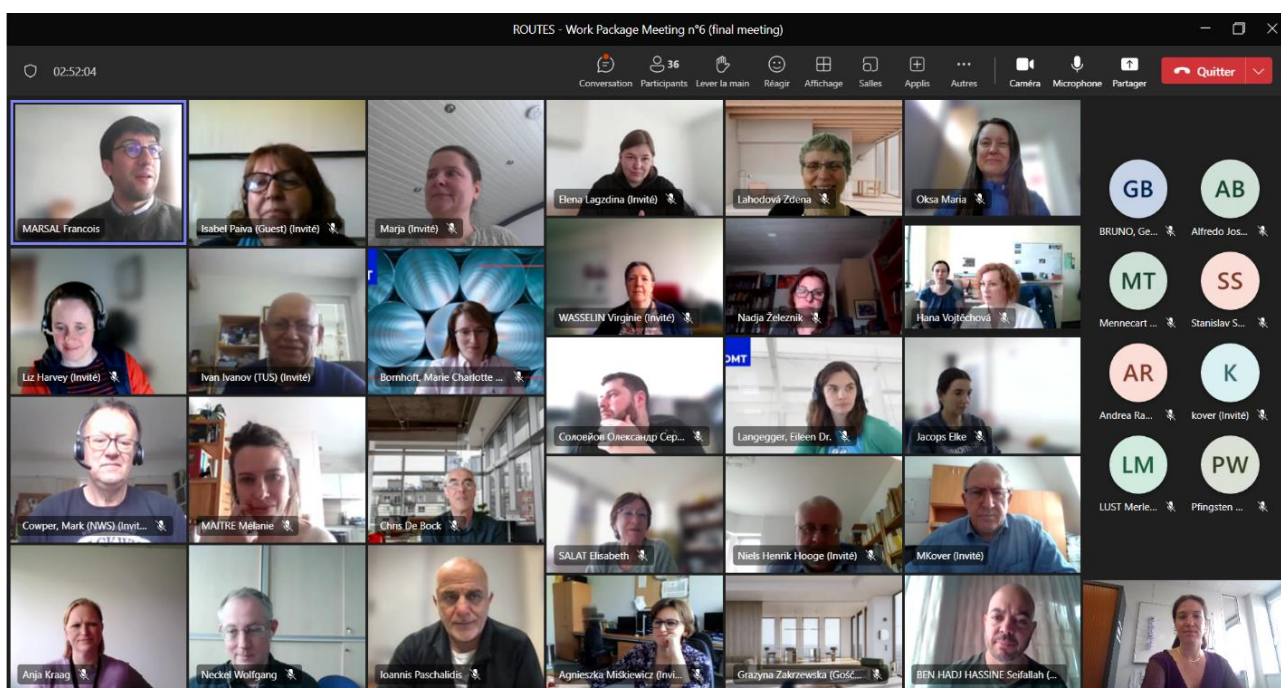 ROUTES - Work Package Meeting n°6 (final meeting)
02:52:04
36
Conversation Participants Lever la main Réagir Affichage Salles Applis Autres Caméra Microphone Partager Quitter
MARSAL Francois
Isabel Paiva (Guest) (Invité)
Marja (Invité)
Elena Lagzdina (Invité)
Lahodová Zdena
Oksa Maria
GB
AB
BRUNO, Ge...
Alfredo Jos...
Liz Harvey (Invité)
Ivan Ivanov (TUS) (Invité)
Bornhöft, Marie Charlotte ...
WASSELIN Virginie (Invité)
Nadja Železnik
Hana Vojtěchová
MT
SS
Mennecart ...
Stanislav S...
Cowper, Mark (NWS) (Invit...
MAITRE Mélanie
Chris De Bock
Соловйов Олександр Сер...
OMT
Langegger, Eileen Dr.
Jacops Elke
AR
K
Andrea Ra...
kover (Invité)
SALAT Elisabeth
Niels Henrik Hooge (Invité)
MKover (Invité)
LM
PW
LUST Merle...
Pfingsten ...
Anja Kraag
Neckel Wolfgang
Ioannis Paschalidis
Agnieszka Miśkiewicz (Invi...
Grazyna Zakrzewska (Gość...
BEN HADJ HASSINE Seifallah (...